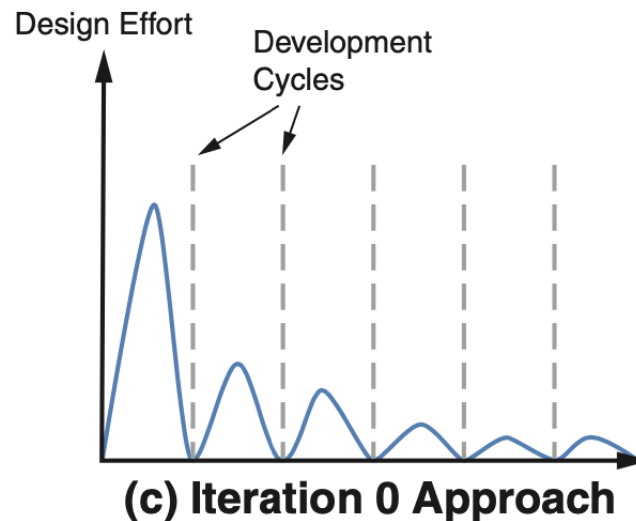 Design Effort
Development
Cycles
(c) Iteration 0 Approach